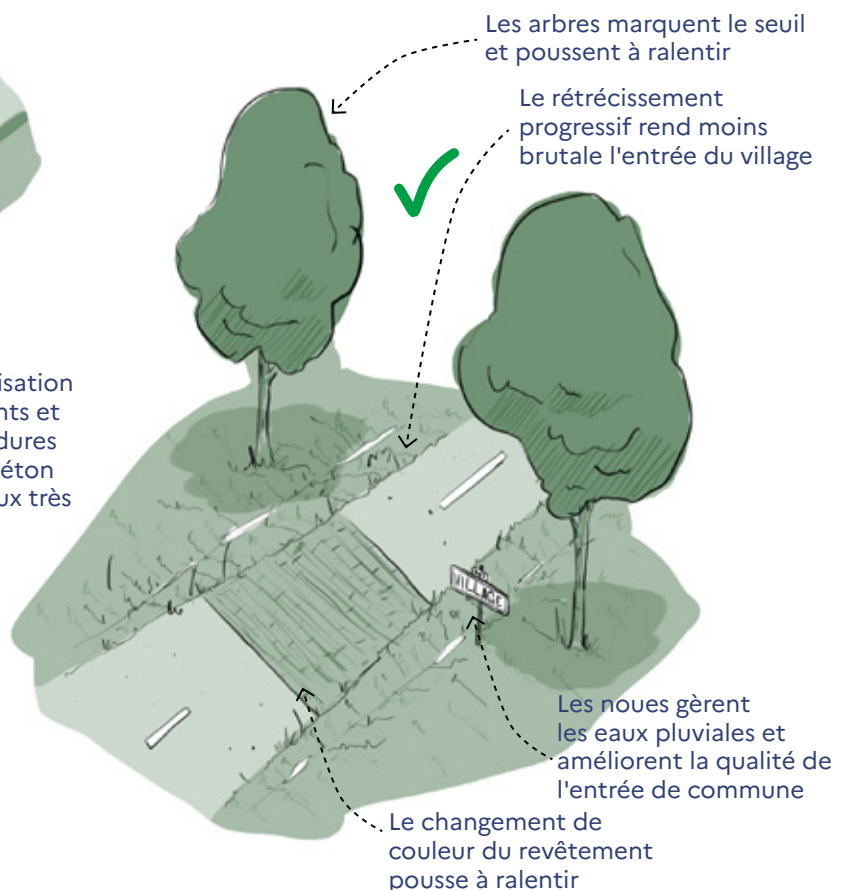 Les arbres marquent le seuil
et poussent à ralentir
Le rétrécissement
progressif rend moins
brutale l'entrée du village
isation
nts et
dures
éton
ux très
VILLAGE
Les noues gèrent
les eaux pluviales et
améliorent la qualité de
l'entrée de commune
Le changement de
couleur du revêtement
pousse à ralentir